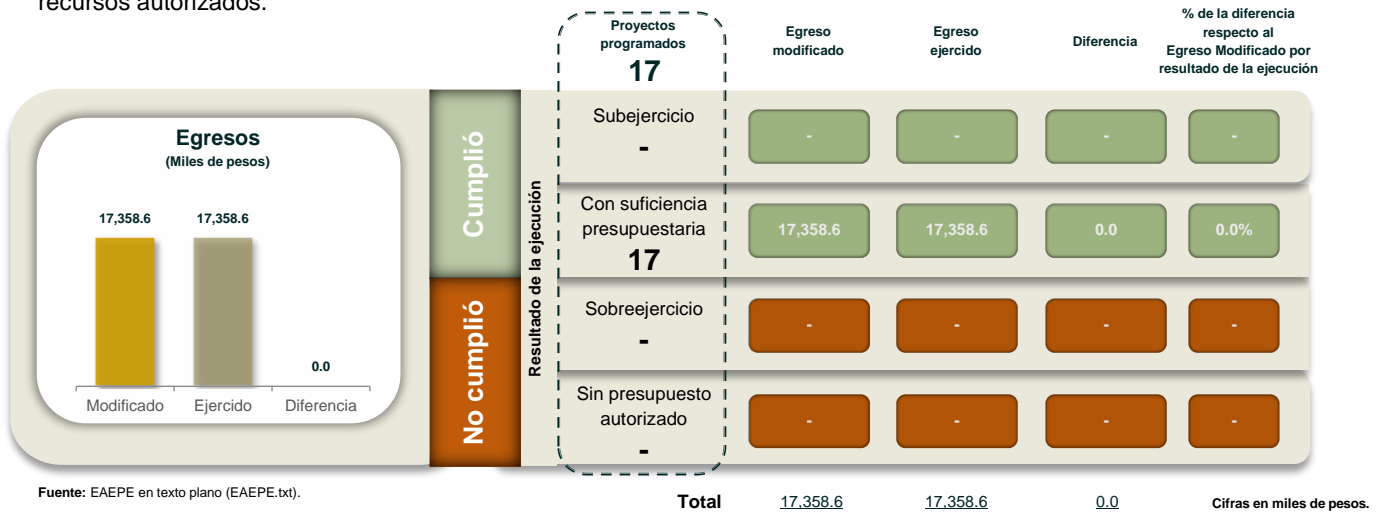 recursos autorizados.
Proyectos
programados
17
Egreso
modificado
Egreso
ejercido
Diferencia
% de la diferencia
respecto al
Egreso Modificado por
resultado de la ejecución
Egresos
(Miles de pesos)
17,358.6
17,358.6
0.0
Modificado
Ejercido
Diferencia
Cumplió
No cumplió
Resultado de la ejecución
Subejercicio
-
-
-
-
-
Con suficiencia
presupuestaria
17
17,358.6
17,358.6
0.0
0.0%
Sobreejercicio
-
-
-
-
-
Sin presupuesto
autorizado
-
-
-
-
-
Fuente: EAEPE en texto plano (EAEPE.txt).
Total 17,358.6 17,358.6 0.0 Cifras en miles de pesos.